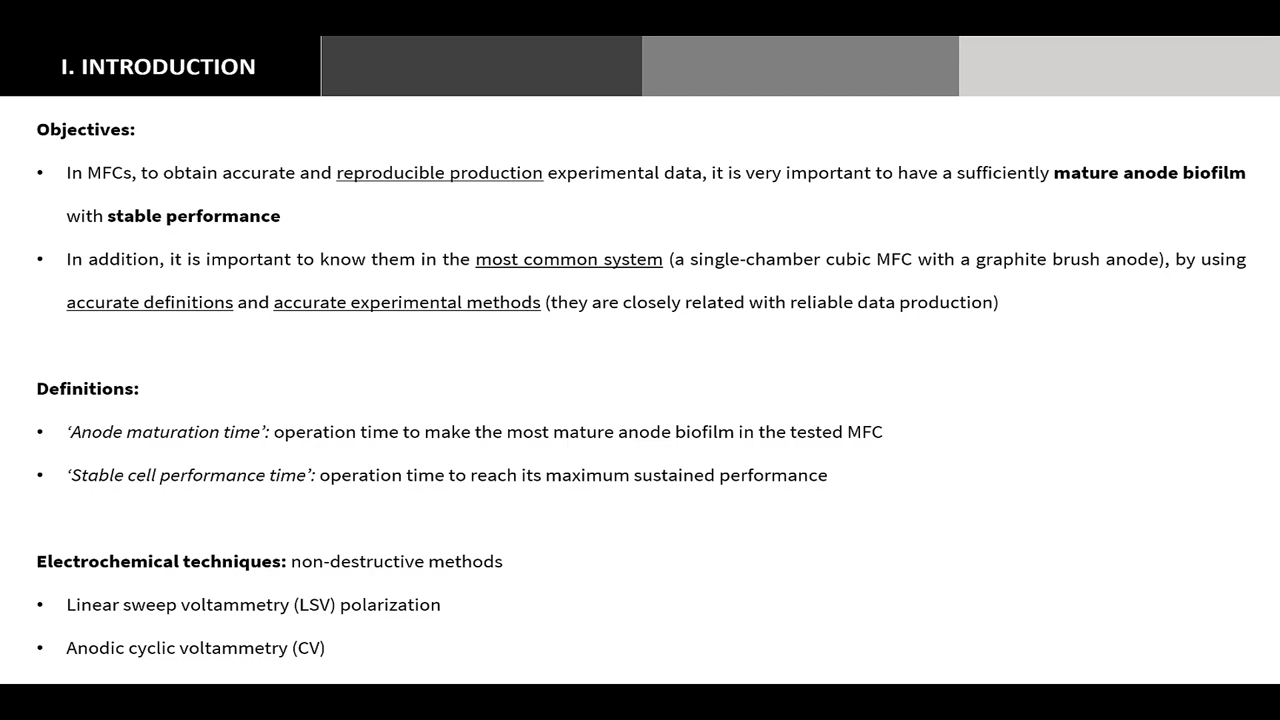 I. INTRODUCTION
Objectives:
• In MFCs, to obtain accurate and reproducible production experimental data, it is very important to have a sufficiently mature anode biofilm
with stable performance
• In addition, it is important to know them in the most common system (a single-chamber cubic MFC with a graphite brush anode), by using
accurate definitions and accurate experimental methods (they are closely related with reliable data production)
Definitions:
• ‘Anode maturation time’: operation time to make the most mature anode biofilm in the tested MFC
• ‘Stable cell performance time’: operation time to reach its maximum sustained performance
Electrochemical techniques: non-destructive methods
• Linear sweep voltammetry (LSV) polarization
• Anodic cyclic voltammetry (CV)